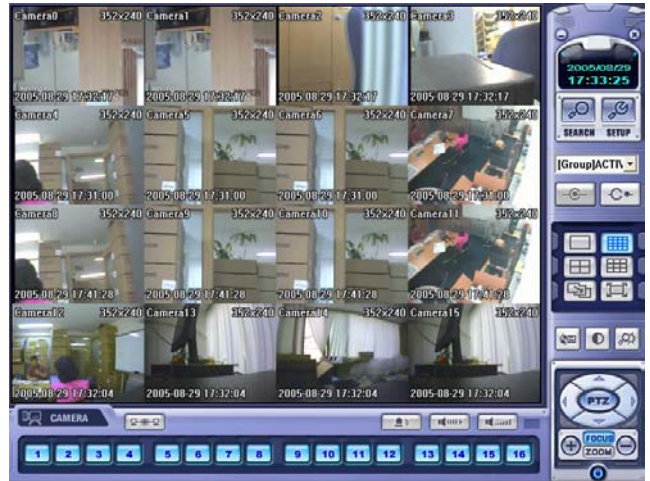 Camera0 352x240
Camera1 352x240
Camera2 352x240
Camera3 352x240
2005-08-29 17:32:17
2005-08-29 17:32:17
2005-08-29 17:32:17
2005-08-29 17:32:17
Camera4 352x240
Camera5 352x240
Camera6 352x240
Camera7 352x240
2005-08-29 17:31:00
2005-08-29 17:31:00
2005-08-29 17:31:00
2005-08-29 17:31:00
Camera8 352x240
Camera9 352x240
Camera10 352x240
Camera11 352x240
2005-08-29 17:41:28
2005-08-29 17:41:28
2005-08-29 17:41:28
2005-08-29 17:41:28
Camera12 352x240
Camera13 352x240
Camera14 352x240
Camera15 352x240
2005-08-29 17:32:04
2005-08-29 17:32:04
2005-08-29 17:32:04
2005-08-29 17:32:04
CAMERA
1 2 3 4 5 6 7 8 9 10 11 12 13 14 15 16
2005/08/29
17:33:25
SEARCH SETUP
[Group]ACTIV
PTZ
FOCUS
ZOOM